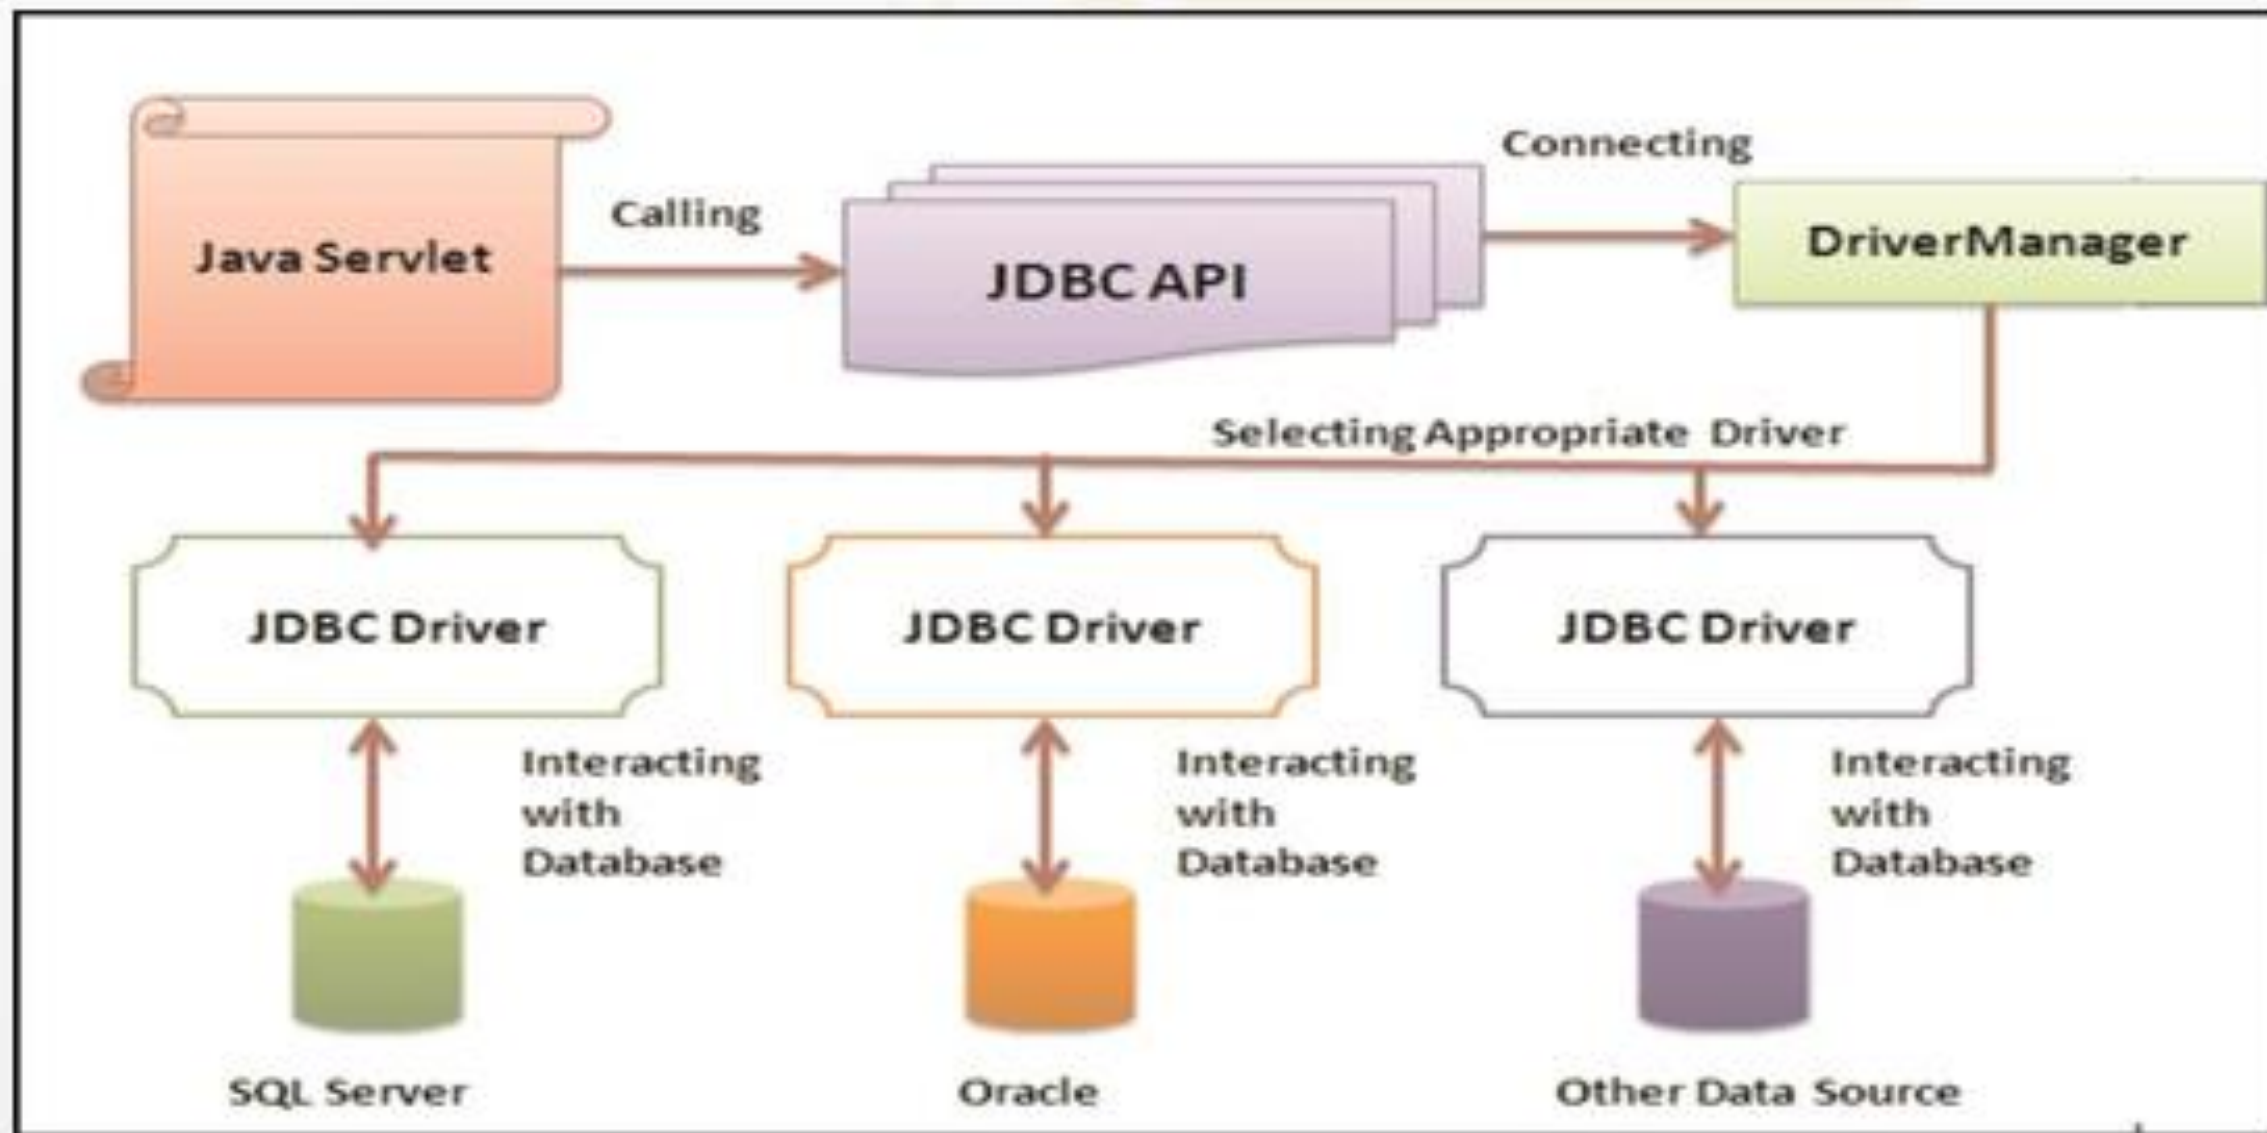 Connecting
Calling
Java Servlet
JDBC API
DriverManager
Selecting Appropriate Driver
JDBC Driver
JDBC Driver
JDBC Driver
Interacting
with
Database
Interacting
with
Database
Interacting
with
Database
SQL Server
Oracle
Other Data Source